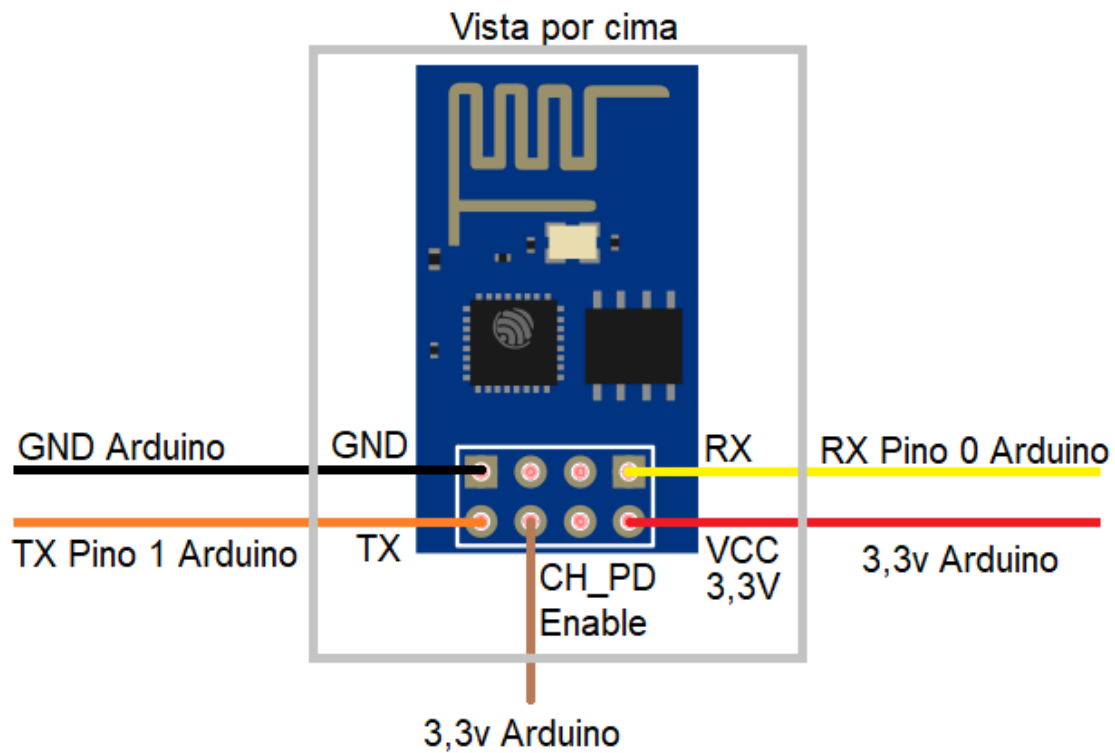 Vista por cima
GND Arduino
GND
RX
RX Pino 0 Arduino
TX Pino 1 Arduino
TX
CH_PD
Enable
VCC
3,3V
3,3v Arduino
3,3v Arduino